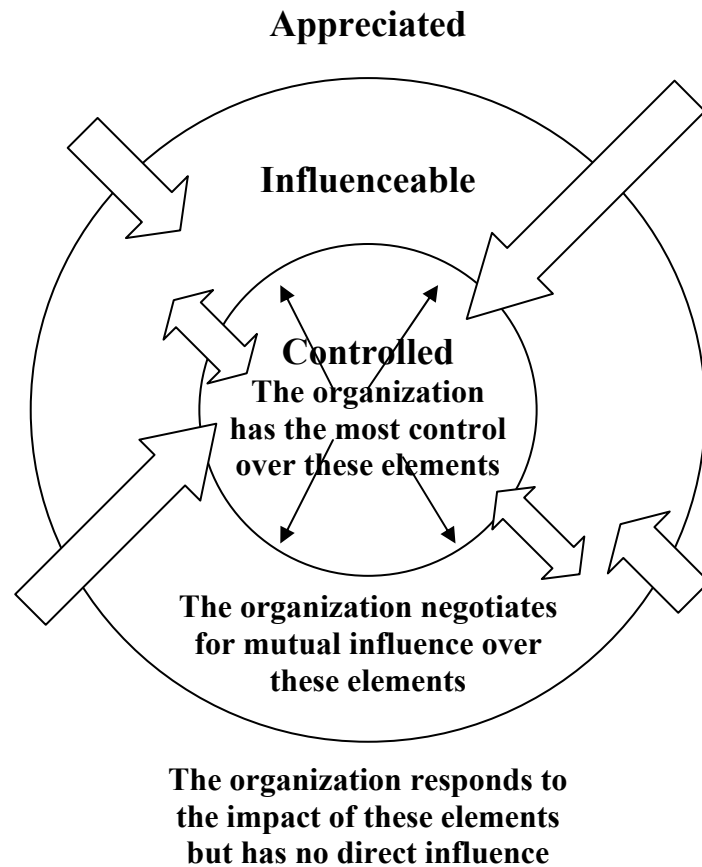 Appreciated
Influenceable
Controlled
The organization
has the most control
over these elements
The organization negotiates
for mutual influence over
these elements
The organization responds to
the impact of these elements
but has no direct influence